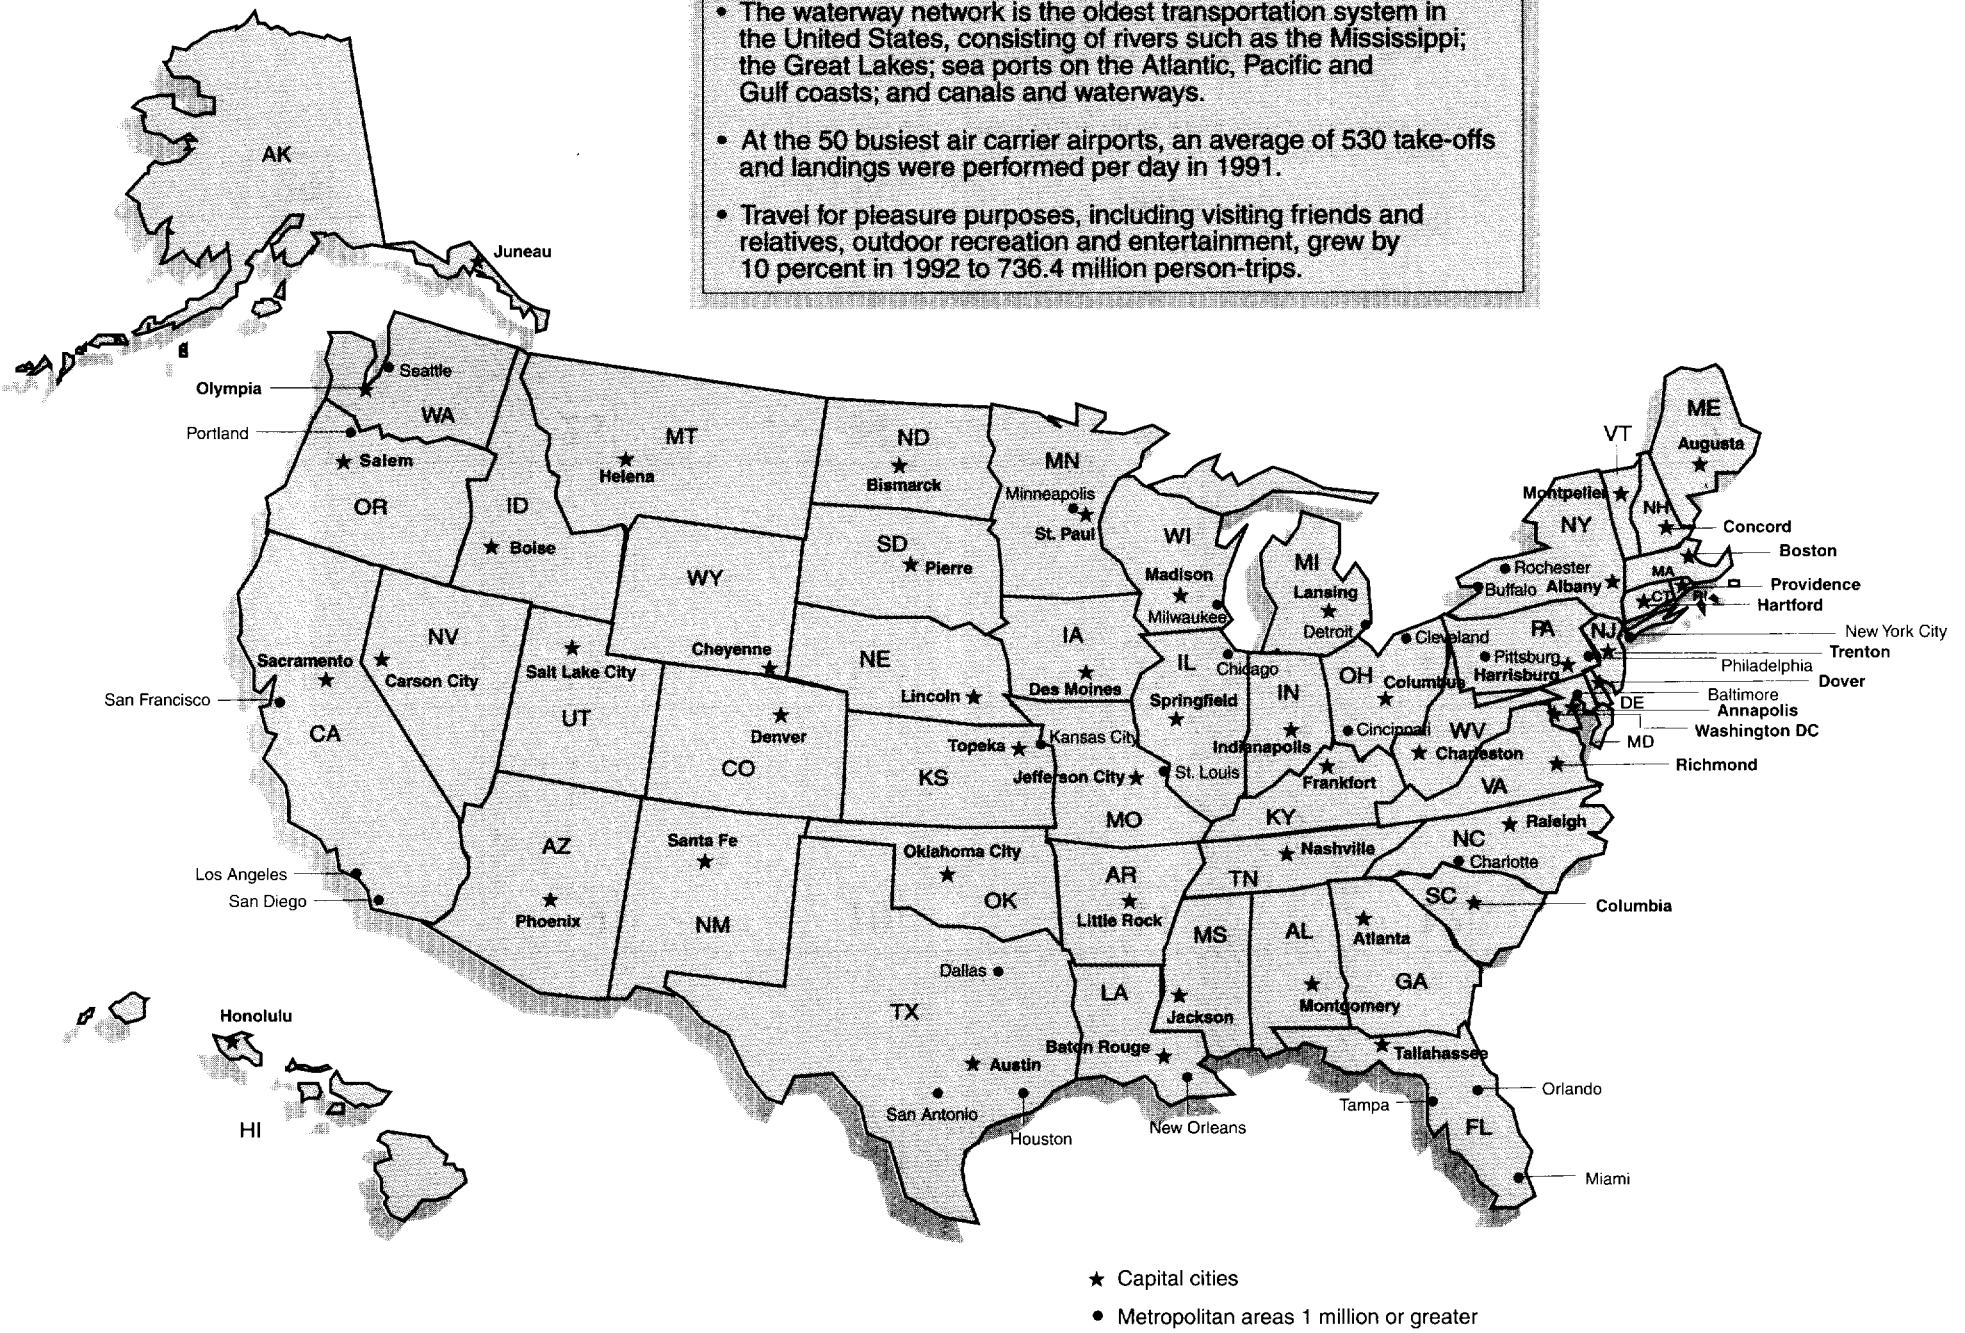 • The waterway network is the oldest transportation system in
the United States, consisting of rivers such as the Mississippi;
the Great Lakes; sea ports on the Atlantic, Pacific and
Gulf coasts; and canals and waterways.
• At the 50 busiest air carrier airports, an average of 530 take-offs
and landings were performed per day in 1991.
• Travel for pleasure purposes, including visiting friends and
relatives, outdoor recreation and entertainment, grew by
10 percent in 1992 to 736.4 million person-trips.
AK
Juneau
Seattle
Olympia
WA
Portland
Salem
OR
ID
Boise
MT
Helena
ND
Bismarck
MN
Minneapolis
St. Paul
SD
Pierre
WY
Cheyenne
WI
Madison
Milwaukee
MI
Lansing
Detroit
VT
ME
Augusta
Montpelier
NH
NY
Concord
Boston
Rochester
Buffalo
Albany
MA
CT
RI
Providence
Hartford
New York City
Trenton
Philadelphia
Dover
Baltimore
Annapolis
Washington DC
DE
MD
Richmond
PA
NJ
Pittsburg
Harrisburg
Cleveland
OH
Columbus
Cincinnati
WV
Charleston
VA
NV
Sacramento
Carson City
San Francisco
CA
Salt Lake City
UT
NE
Lincoln
IA
Des Moines
IL
Chicago
Springfield
IN
Indianapolis
Denver
CO
Topeka
Kansas City
KS
Jefferson City
St. Louis
MO
Frankfort
KY
Los Angeles
San Diego
AZ
Phoenix
Santa Fe
NM
Oklahoma City
OK
AR
Little Rock
Nashville
TN
NC
Raleigh
Charlotte
SC
Columbia
MS
Jackson
AL
Montgomery
Atlanta
GA
Dallas
TX
LA
Baton Rouge
Austin
San Antonio
Houston
New Orleans
Tallahassee
Orlando
Tampa
FL
Miami
Honolulu
HI
★ Capital cities
• Metropolitan areas 1 million or greater